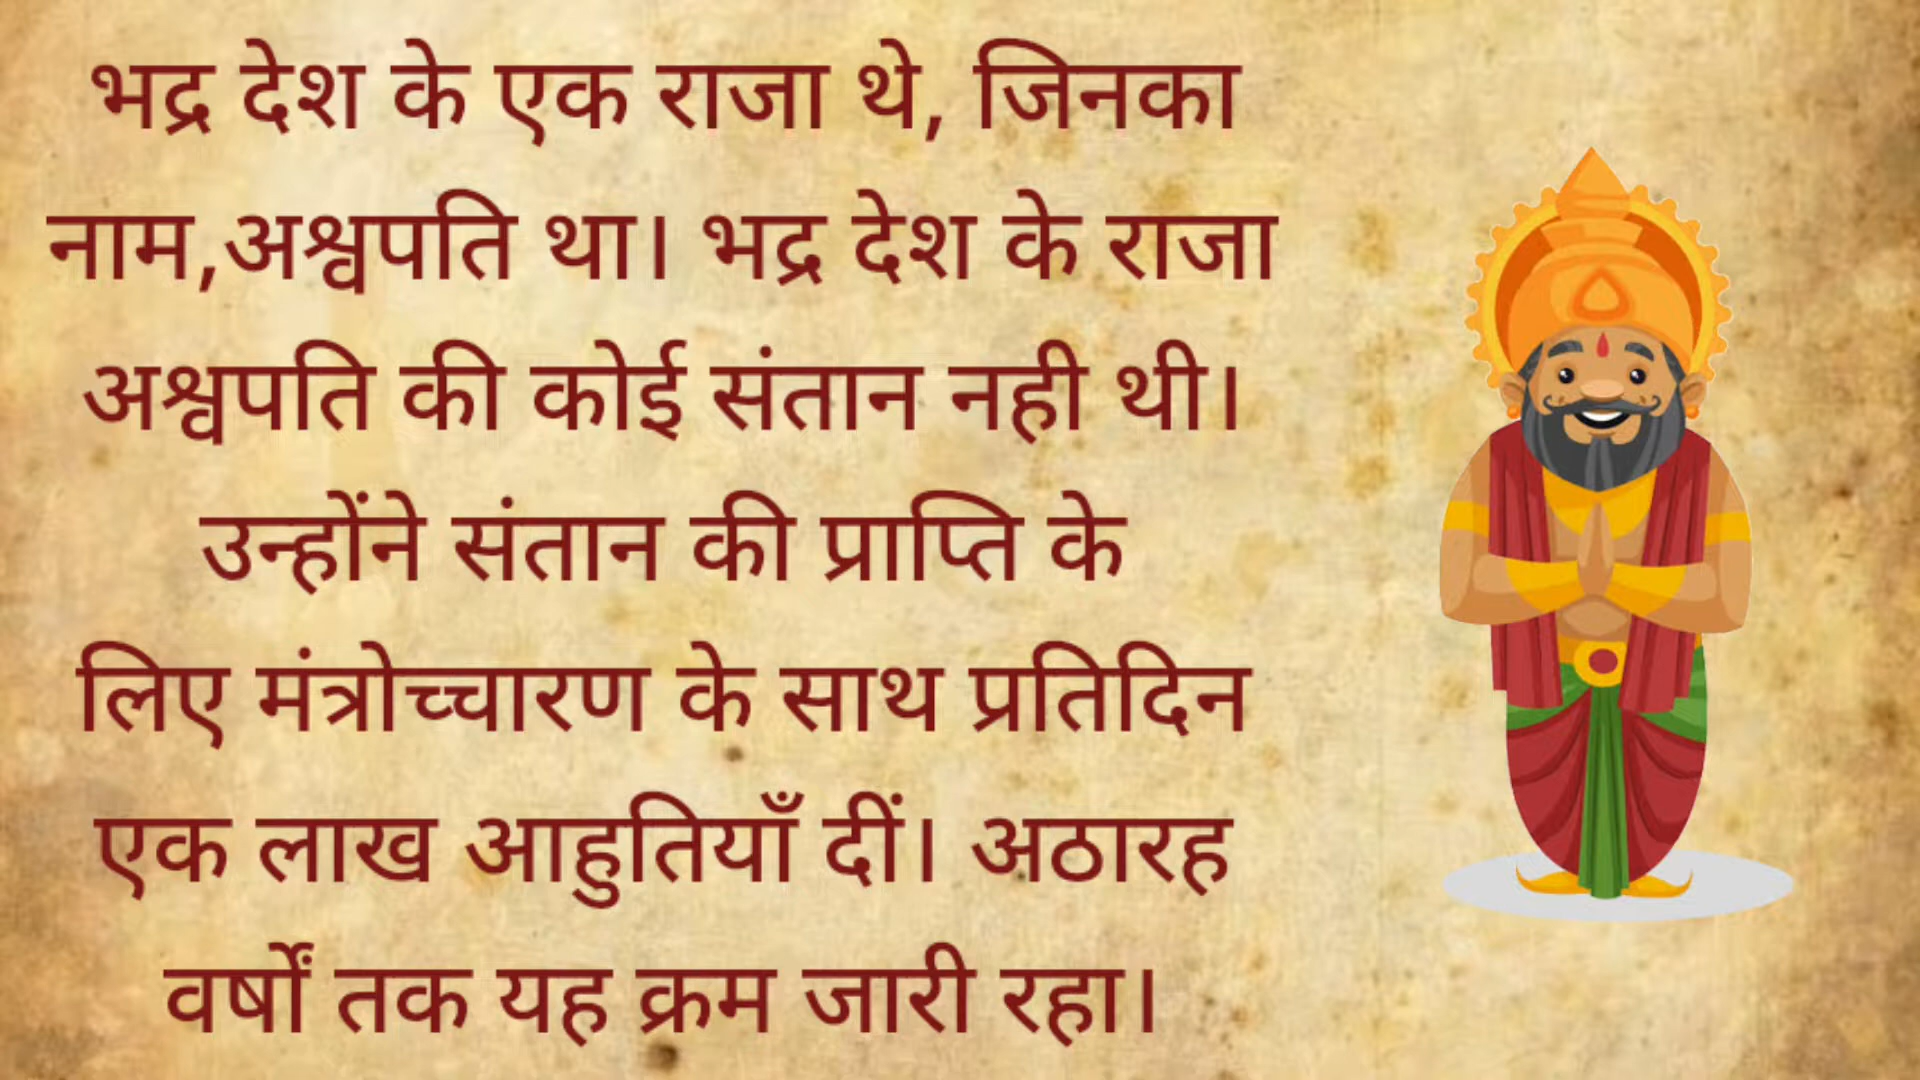 भद्र देश के एक राजा थे, जिनका
नाम,अश्वपति था। भद्र देश के राजा
अश्वपति की कोई संतान नही थी।
उन्होंने संतान की प्राप्ति के
लिए मंत्रोच्चारण के साथ प्रतिदिन
एक लाख आहुतियाँ दीं। अठारह
वर्षों तक यह क्रम जारी रहा।